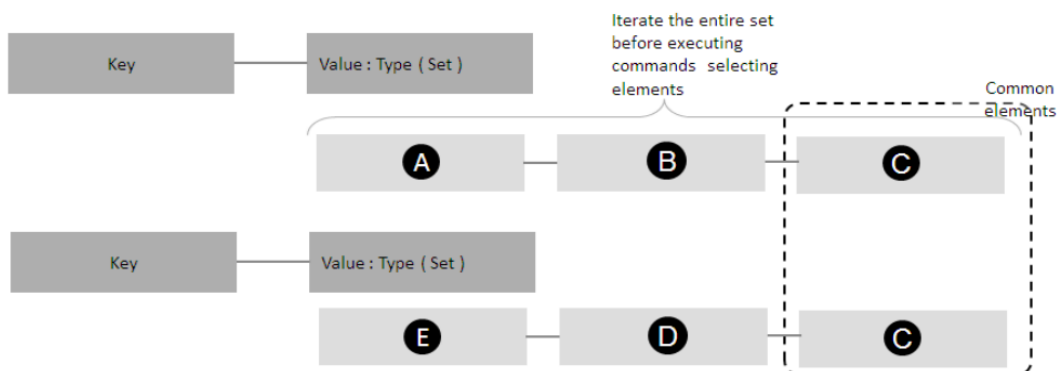 Iterate the entire set
before executing
commands selecting
elements
Key
Value : Type ( Set )
Common
elements
A
B
C
Key
Value : Type ( Set )
E
D
C